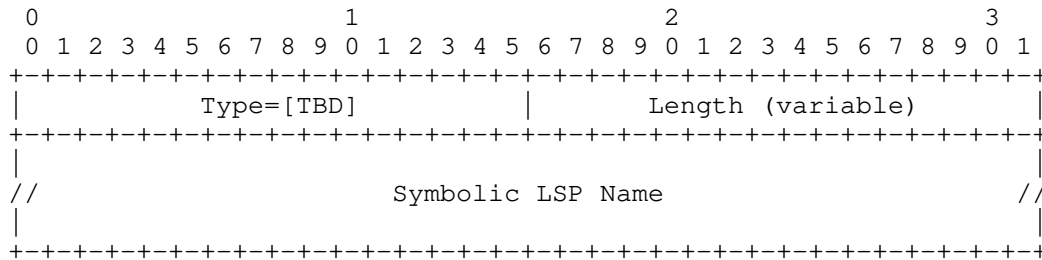 0                   1                   2                   3
 0 1 2 3 4 5 6 7 8 9 0 1 2 3 4 5 6 7 8 9 0 1 2 3 4 5 6 7 8 9 0 1
+-+-+-+-+-+-+-+-+-+-+-+-+-+-+-+-+-+-+-+-+-+-+-+-+-+-+-+-+-+-+-+-+
|           Type=[TBD]          |       Length (variable)       |
+-+-+-+-+-+-+-+-+-+-+-+-+-+-+-+-+-+-+-+-+-+-+-+-+-+-+-+-+-+-+-+-+
|                                                               |
//                      Symbolic LSP Name                      //
|                                                               |
+-+-+-+-+-+-+-+-+-+-+-+-+-+-+-+-+-+-+-+-+-+-+-+-+-+-+-+-+-+-+-+-+